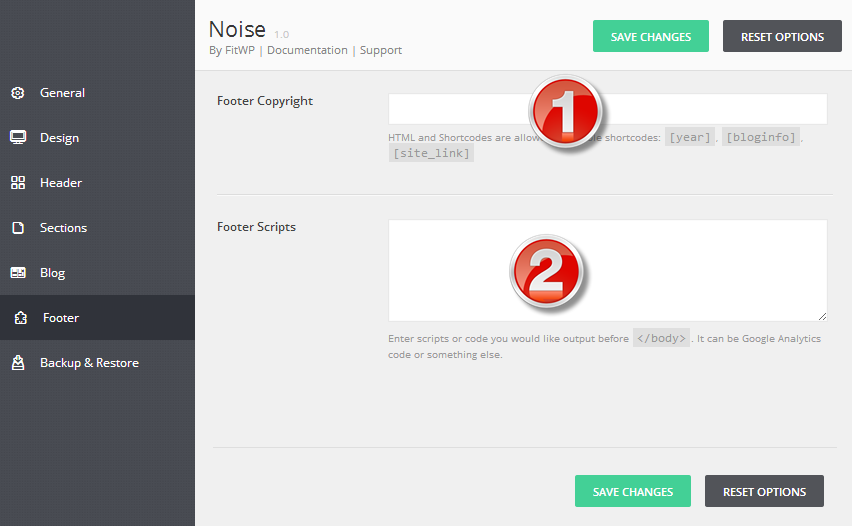 Noise 1.0
By FitWP | Documentation | Support
SAVE CHANGES
RESET OPTIONS
General
Design
Header
Sections
Blog
Footer
Backup & Restore
Footer Copyright
1
HTML and Shortcodes are allow le shortcodes: [year], [bloginfo],
[site_link]
Footer Scripts
2
Enter scripts or code you would like output before </body>. It can be Google Analytics
code or something else.
SAVE CHANGES
RESET OPTIONS